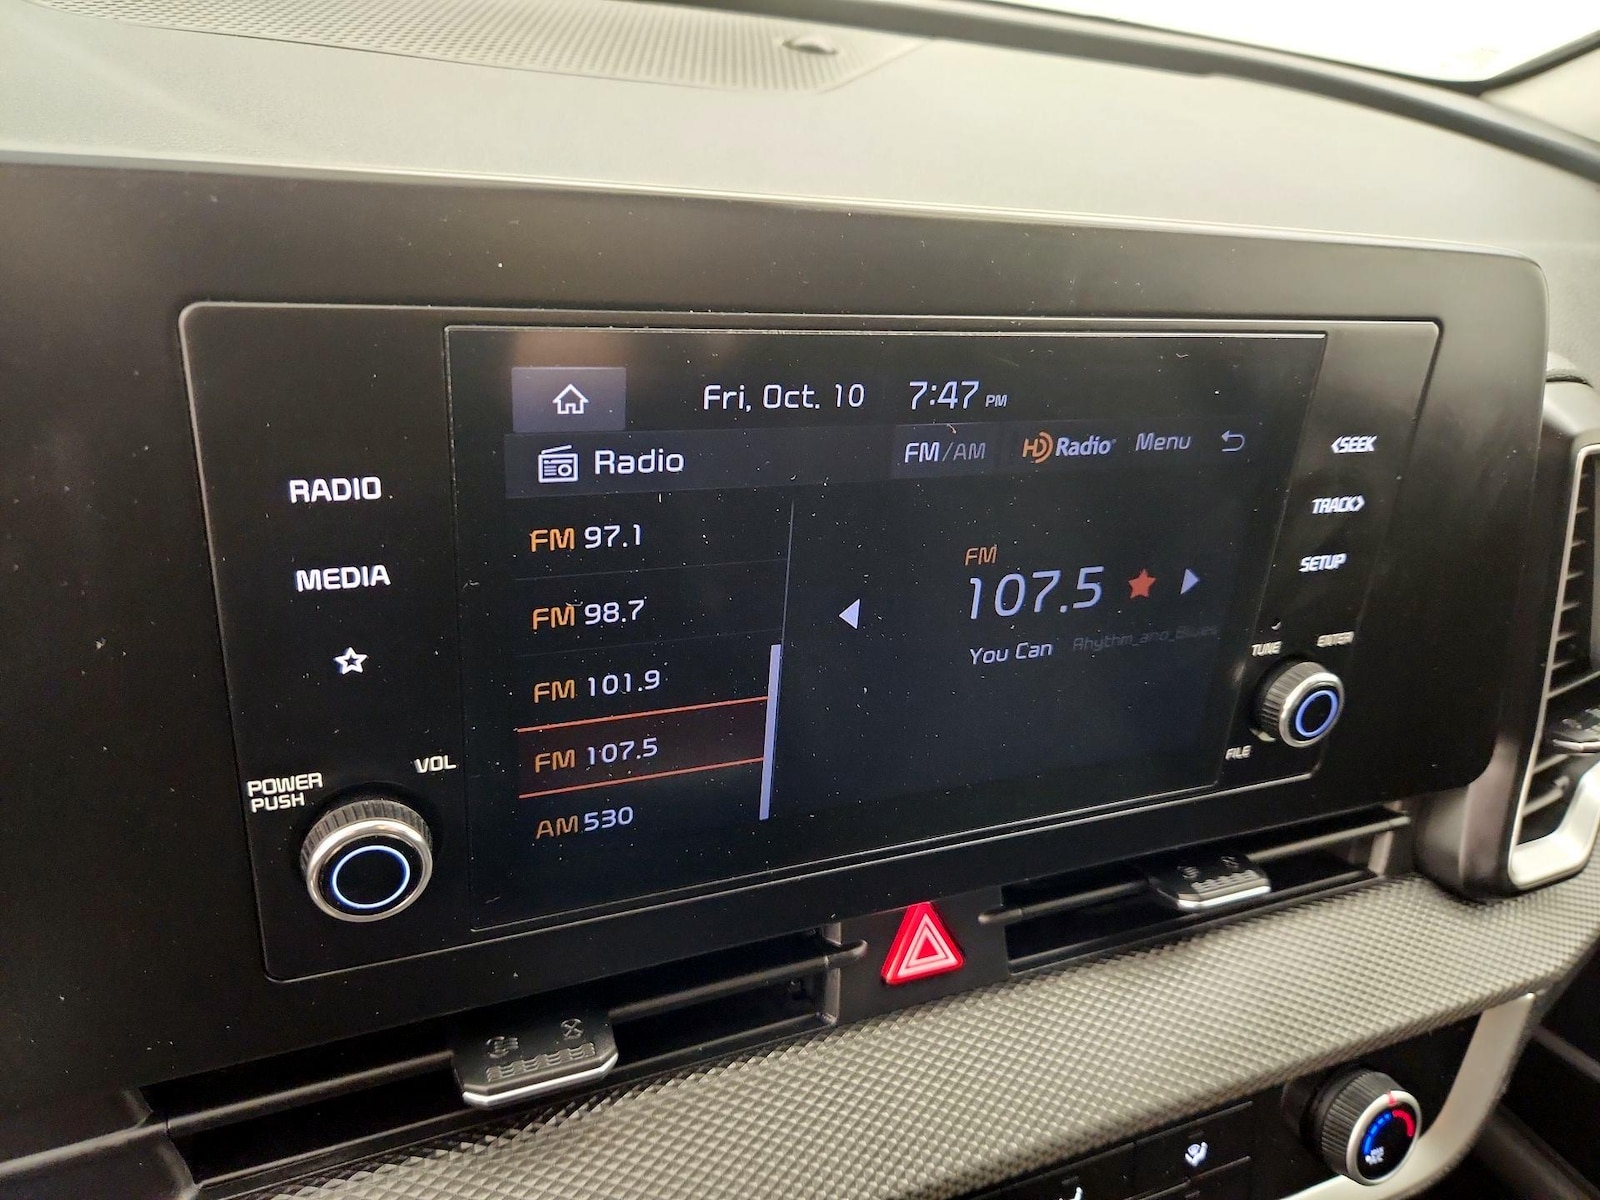 Fri, Oct. 10 7:47 PM
Radio FM/AM HD Radio Menu
FM 97.1
FM 98.7
FM 101.9
FM 107.5
AM 530
FM
107.5
You Can Rhythm_and_Blues
RADIO
MEDIA
POWER
PUSH
VOL
<SEEK
TRACK>
SETUP
TUNE
ENTER
FILE